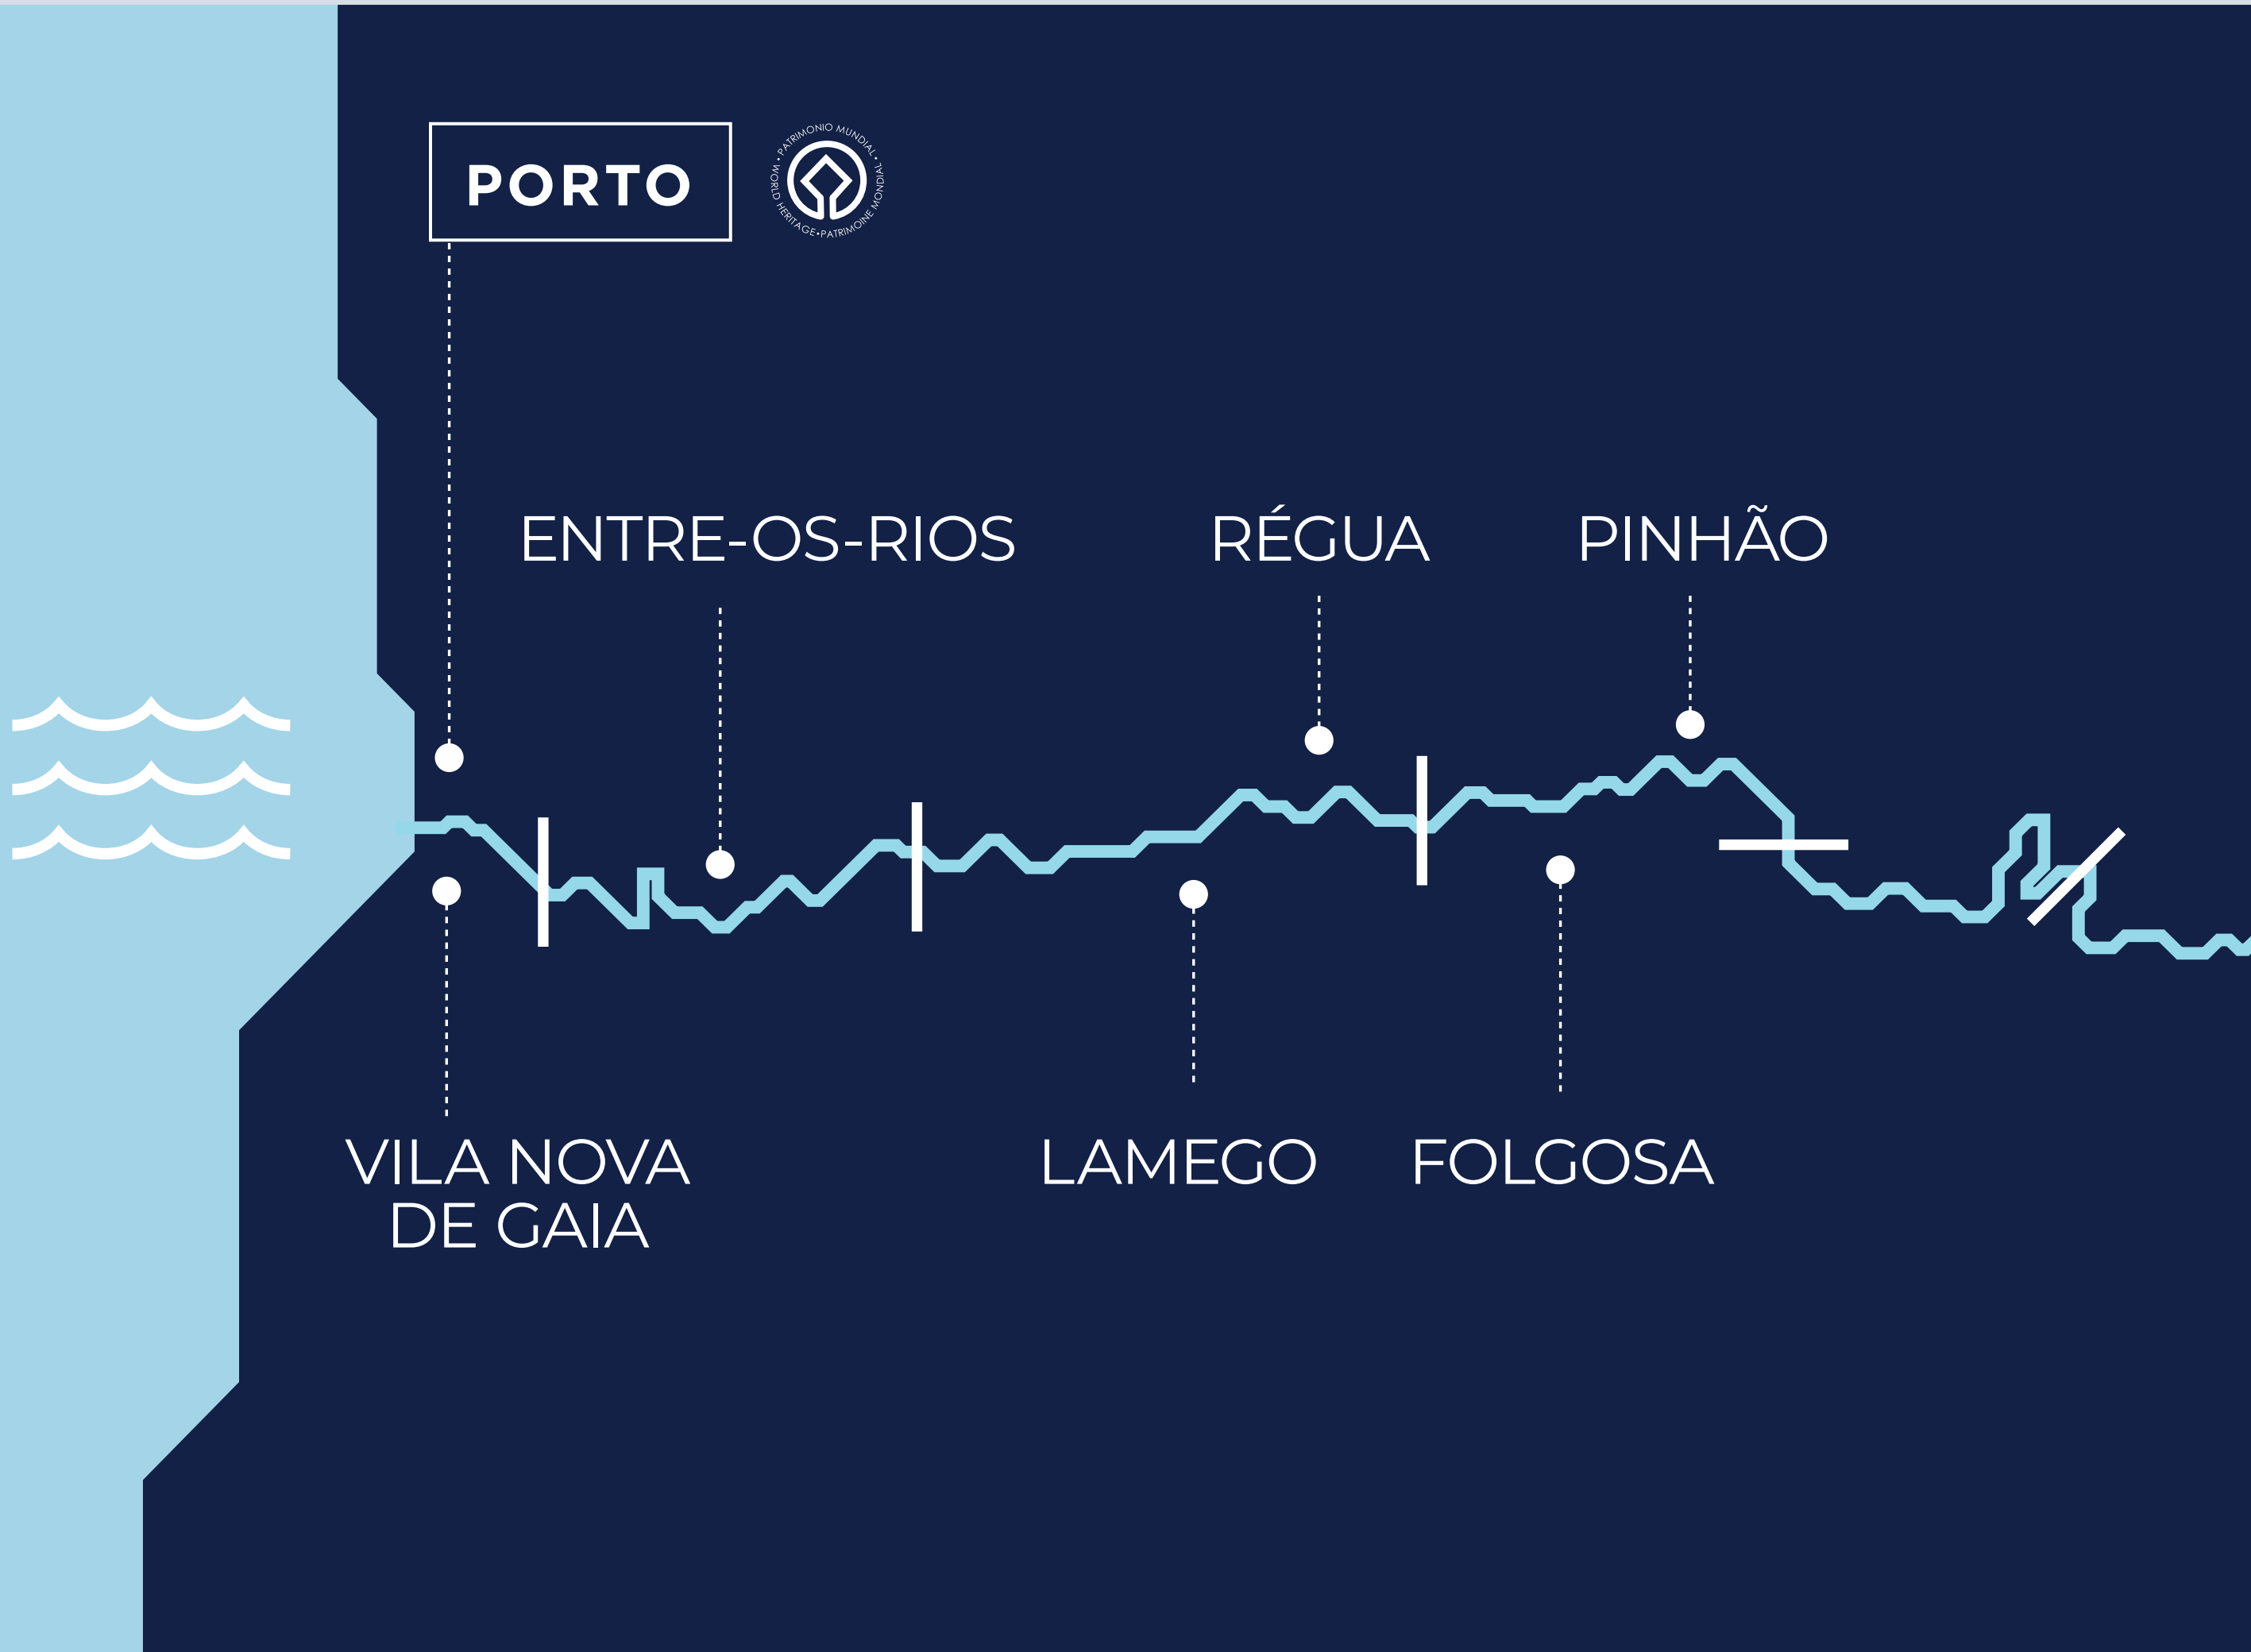 PORTO
• PATRIMONIO MUNDIAL • WORLD HERITAGE • PATRIMOINE MONDIAL
ENTRE-OS-RIOS
RÉGUA
PINHÃO
VILA NOVA
DE GAIA
LAMEGO
FOLGOSA